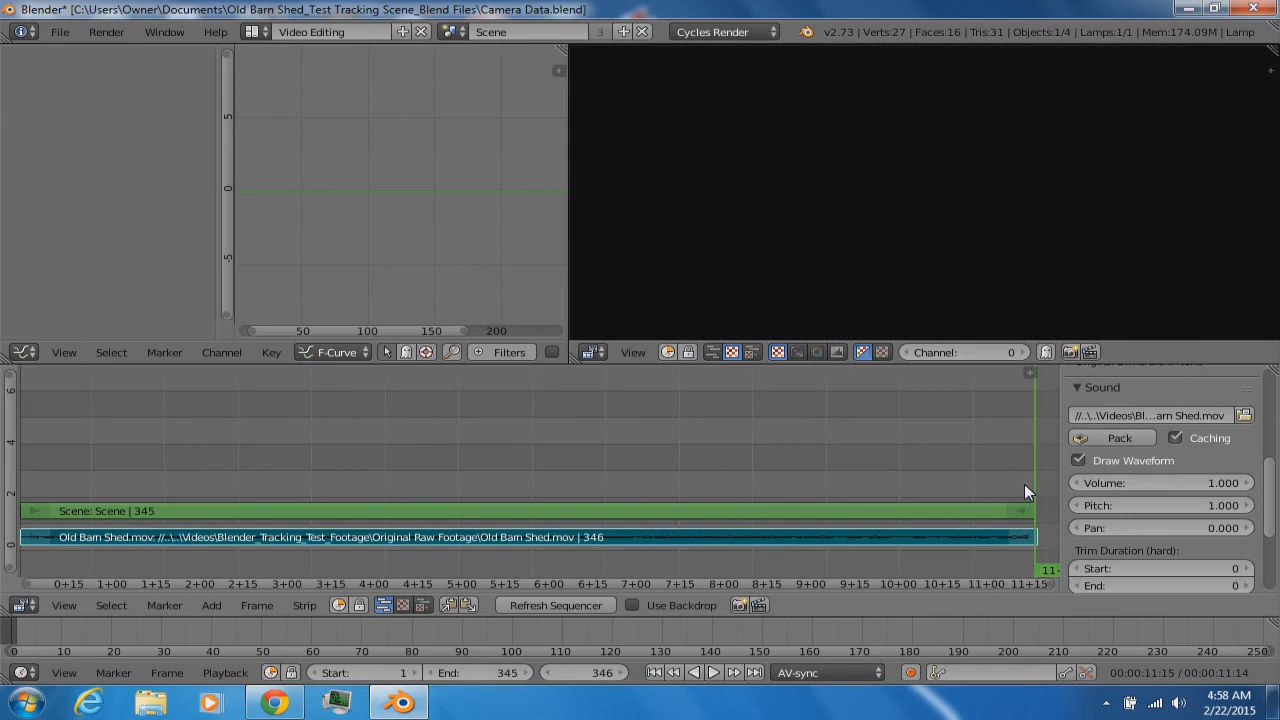 Blender* [C:\Users\Owner\Documents\Old Barn Shed_Test Tracking Scene_Blend Files\Camera Data.blend]
File Render Window Help Video Editing Scene 3 Cycles Render v2.73 | Verts:27 | Faces:16 | Tris:31 | Objects:1/4 | Lamps:1/1 | Mem:174.09M | Lamp
5
0
-5
50 100 150 200
View Select Marker Channel Key F-Curve Filters View Channel: 0
6
4
2
0
Scene: Scene | 345
Old Barn Shed.mov: //..\..\Videos\Blender_Tracking_Test_Footage\Original Raw Footage\Old Barn Shed.mov | 346
11-
0+15 1+00 1+15 2+00 2+15 3+00 3+15 4+00 4+15 5+00 5+15 6+00 6+15 7+00 7+15 8+00 8+15 9+00 9+15 10+00 10+15 11+00 11+15
Sound
//..\..\Videos\Bl...arn Shed.mov
Pack Caching
Draw Waveform
Volume: 1.000
Pitch: 1.000
Pan: 0.000
Trim Duration (hard):
Start: 0
End: 0
View Select Marker Add Frame Strip Refresh Sequencer Use Backdrop
0 10 20 30 40 50 60 70 80 90 100 110 120 130 140 150 160 170 180 190 200 210 220 230 240 250
View Marker Frame Playback Start: 1 End: 345 346 AV-sync 00:00:11:15 / 00:00:11:14
4:58 AM
2/22/2015